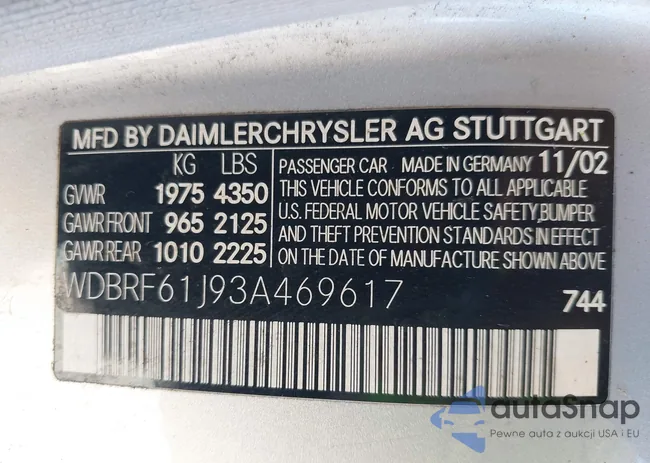 MFD BY DAIMLERCHRYSLER AG STUTTGART
KG LBS
GVWR 1975 4350
GAWR FRONT 965 2125
GAWR REAR 1010 2225
PASSENGER CAR MADE IN GERMANY 11/02
THIS VEHICLE CONFORMS TO ALL APPLICABLE
U.S. FEDERAL MOTOR VEHICLE SAFETY, BUMPER
AND THEFT PREVENTION STANDARDS IN EFFECT
ON THE DATE OF MANUFACTURE SHOWN ABOVE.
WDBRF61J93A469617
744
autaSnap
Pewne auta z aukcji USA i EU